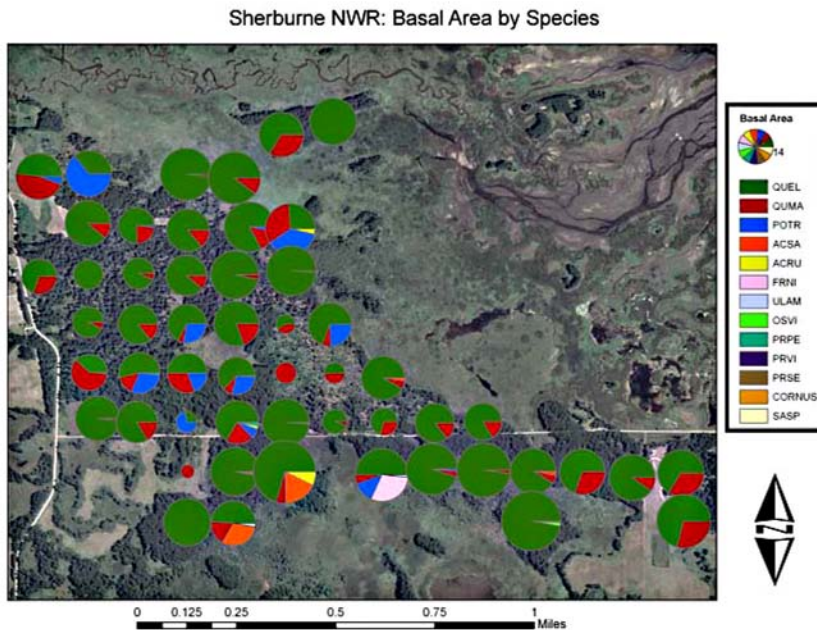 Sherburne NWR: Basal Area by Species
Basal Area
14
QUEL
QUMA
POTR
ACSA
ACRU
FRNI
ULAM
OSVI
PRPE
PRVI
PRSE
CORNUS
SASP
N
0 0.125 0.25 0.5 0.75 1
Miles